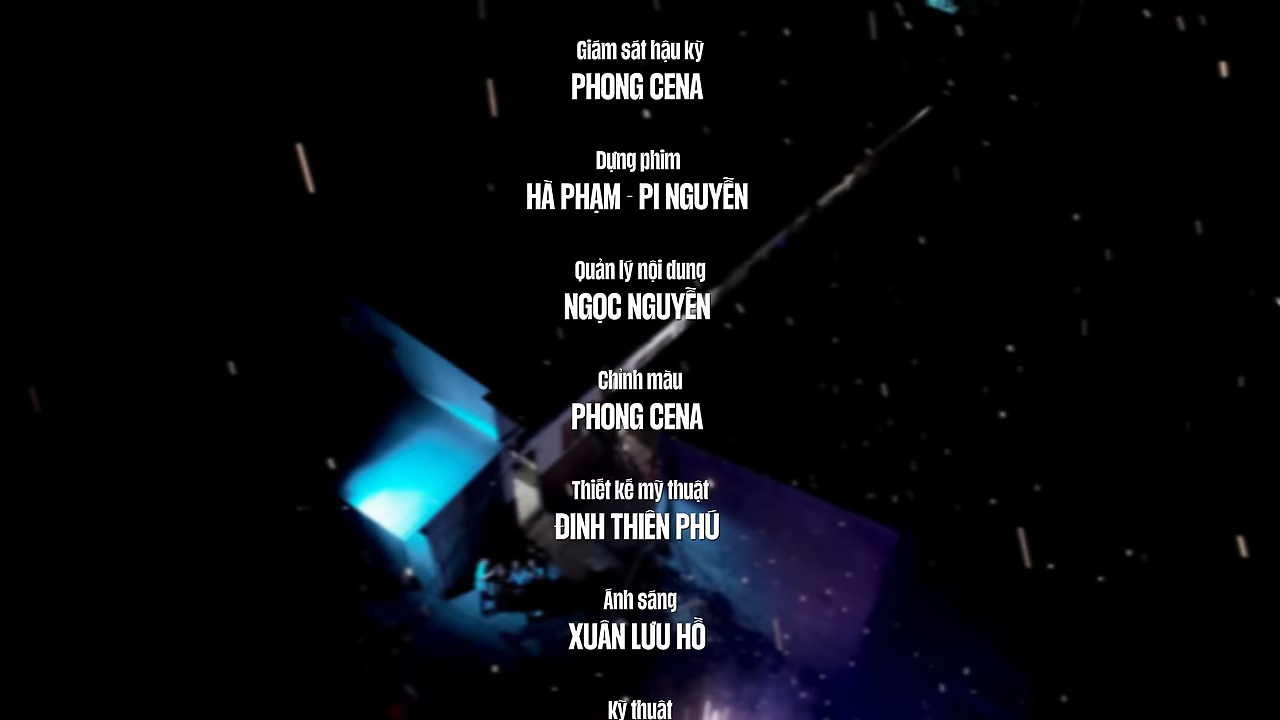 Giám sát hậu kỳ
PHONG CENA
Dựng phim
HÀ PHẠM - PI NGUYỄN
Quản lý nội dung
NGỌC NGUYỄN
Chỉnh màu
PHONG CENA
Thiết kế mỹ thuật
ĐINH THIÊN PHÚ
Ánh sáng
XUÂN LƯU HỒ
Kỹ thuật